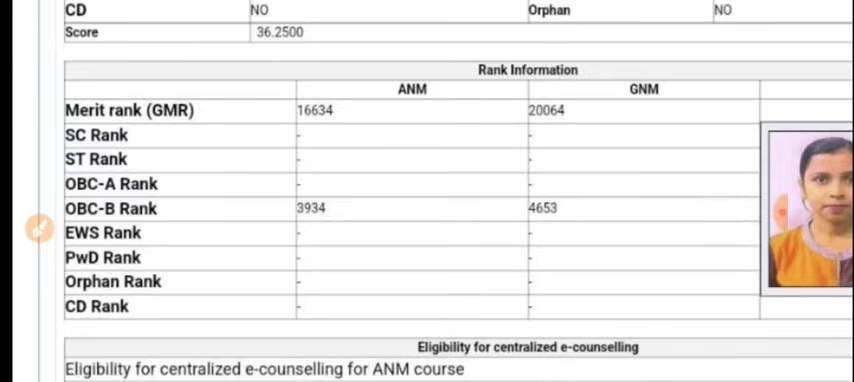 CD NO Orphan NO
Score 36.2500
Rank Information
ANM GNM
Merit rank (GMR) 16634 20064
SC Rank - -
ST Rank - -
OBC-A Rank - -
OBC-B Rank 3934 4653
EWS Rank - -
PwD Rank - -
Orphan Rank - -
CD Rank - -
Eligibility for centralized e-counselling
Eligibility for centralized e-counselling for ANM course